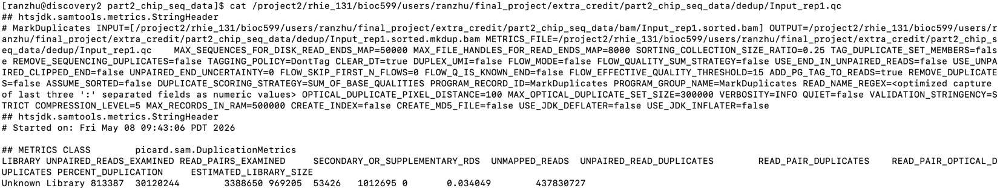 [ranzhu@discovery2 part2_chip_seq_data]$ cat /project2/rhie_131/bioc599/users/ranzhu/final_project/extra_credit/part2_chip_seq_data/dedup/Input_rep1.qc
## htsjdk.samtools.metrics.StringHeader
# MarkDuplicates INPUT=[/project2/rhie_131/bioc599/users/ranzhu/final_project/extra_credit/part2_chip_seq_data/bam/Input_rep1.sorted.bam] OUTPUT=/project2/rhie_131/bioc599/users/r
anzhu/final_project/extra_credit/part2_chip_seq_data/dedup/Input_rep1.sorted.mkdup.bam METRICS_FILE=/project2/rhie_131/bioc599/users/ranzhu/final_project/extra_credit/part2_chip_s
eq_data/dedup/Input_rep1.qc    MAX_SEQUENCES_FOR_DISK_READ_ENDS_MAP=50000 MAX_FILE_HANDLES_FOR_READ_ENDS_MAP=8000 SORTING_COLLECTION_SIZE_RATIO=0.25 TAG_DUPLICATE_SET_MEMBERS=fals
e REMOVE_SEQUENCING_DUPLICATES=false TAGGING_POLICY=DontTag CLEAR_DT=true DUPLEX_UMI=false FLOW_MODE=false FLOW_QUALITY_SUM_STRATEGY=false USE_END_IN_UNPAIRED_READS=false USE_UNPA
IRED_CLIPPED_END=false UNPAIRED_END_UNCERTAINTY=0 FLOW_SKIP_FIRST_N_FLOWS=0 FLOW_Q_IS_KNOWN_END=false FLOW_EFFECTIVE_QUALITY_THRESHOLD=15 ADD_PG_TAG_TO_READS=true REMOVE_DUPLICATE
S=false ASSUME_SORTED=false DUPLICATE_SCORING_STRATEGY=SUM_OF_BASE_QUALITIES PROGRAM_RECORD_ID=MarkDuplicates PROGRAM_GROUP_NAME=MarkDuplicates READ_NAME_REGEX=<optimized capture
of last three ':' separated fields as numeric values> OPTICAL_DUPLICATE_PIXEL_DISTANCE=100 MAX_OPTICAL_DUPLICATE_SET_SIZE=300000 VERBOSITY=INFO QUIET=false VALIDATION_STRINGENCY=S
TRICT COMPRESSION_LEVEL=5 MAX_RECORDS_IN_RAM=500000 CREATE_INDEX=false CREATE_MD5_FILE=false USE_JDK_DEFLATER=false USE_JDK_INFLATER=false
## htsjdk.samtools.metrics.StringHeader
# Started on: Fri May 08 09:43:06 PDT 2026
## METRICS CLASS        picard.sam.DuplicationMetrics
LIBRARY UNPAIRED_READS_EXAMINED READ_PAIRS_EXAMINED     SECONDARY_OR_SUPPLEMENTARY_RDS  UNMAPPED_READS  UNPAIRED_READ_DUPLICATES        READ_PAIR_DUPLICATES    READ_PAIR_OPTICAL_D
UPLICATES PERCENT_DUPLICATION     ESTIMATED_LIBRARY_SIZE
Unknown Library 813387  30120244        3388650 969205  53426   1012695 0       0.034049        437830727